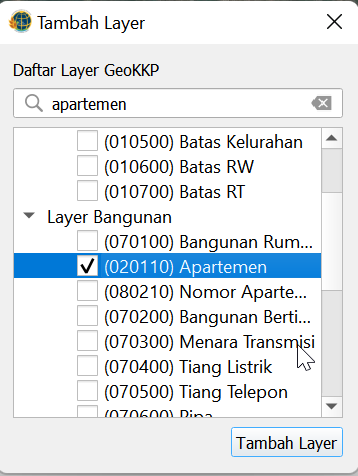 Tambah Layer
Daftar Layer GeoKKP
apartemen
(010500) Batas Kelurahan
(010600) Batas RW
(010700) Batas RT
Layer Bangunan
(070100) Bangunan Rum...
(020110) Apartemen
(080210) Nomor Aparte...
(070200) Bangunan Berti...
(070300) Menara Transmisi
(070400) Tiang Listrik
(070500) Tiang Telepon
(070600) Pipa
Tambah Layer